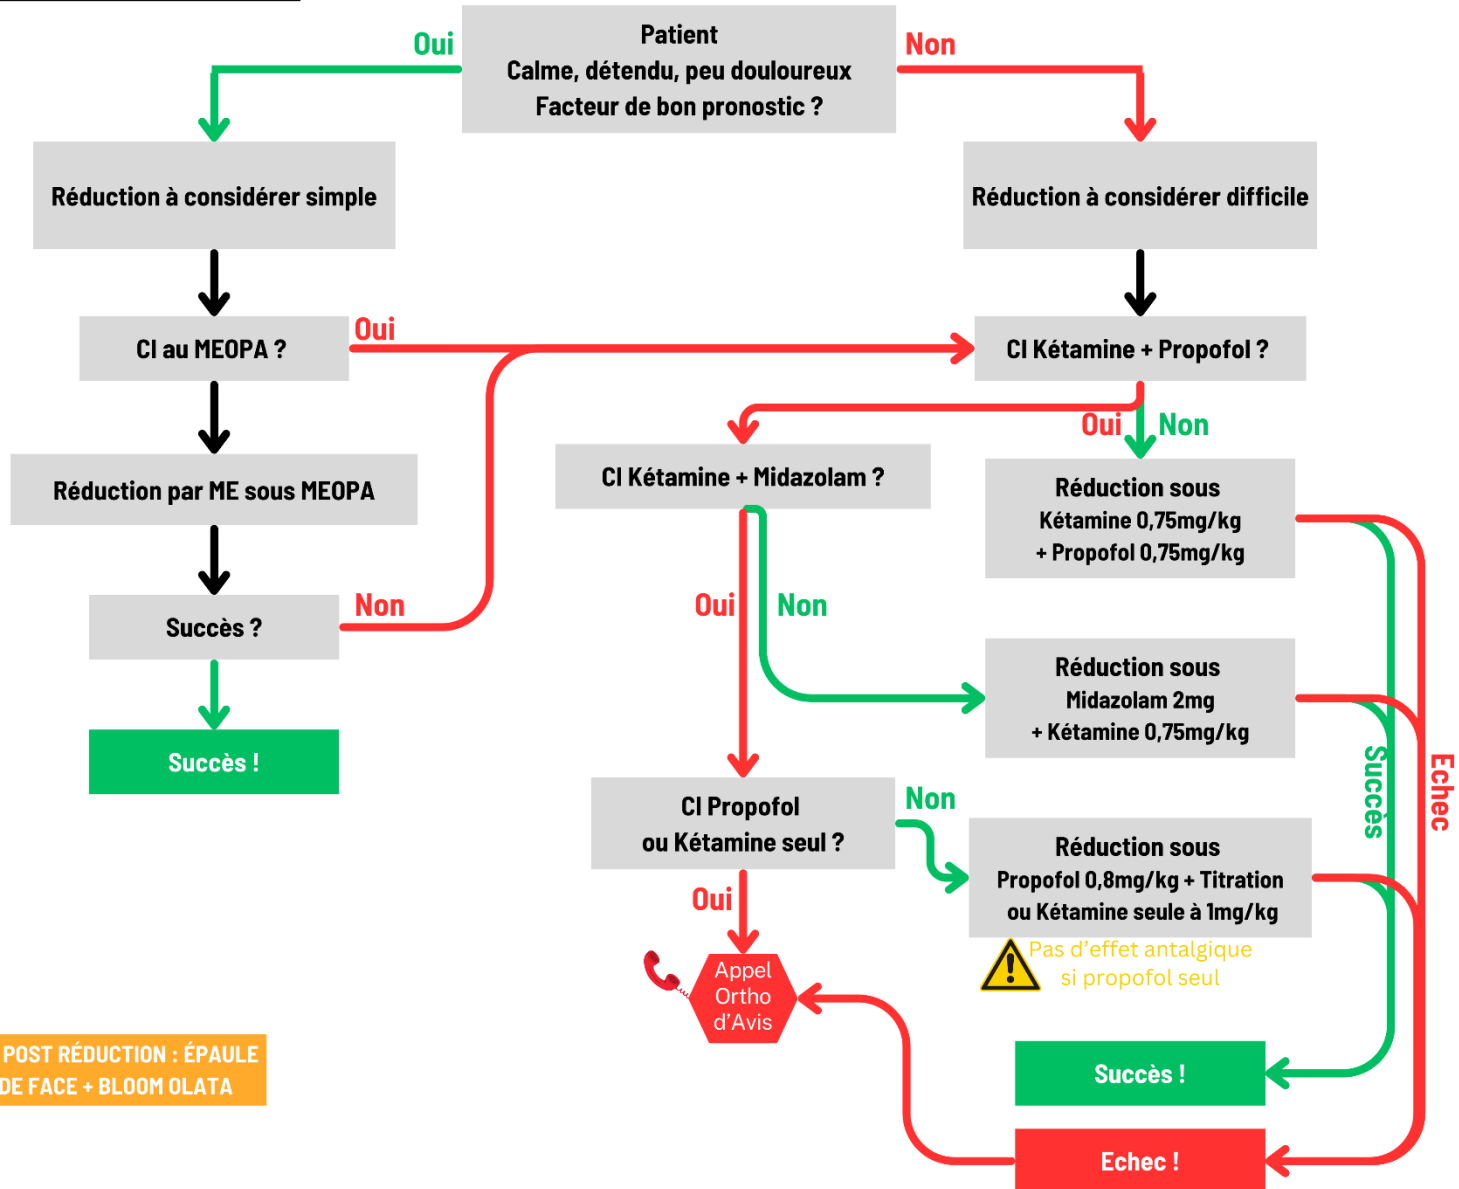 Patient
Calme, détendu, peu douloureux
Facteur de bon pronostic ?
Oui
Non
Réduction à considérer simple
Réduction à considérer difficile
CI au MEOPA ?
Oui
CI Kétamine + Propofol ?
Oui
Non
Réduction par ME sous MEOPA
CI Kétamine + Midazolam ?
Réduction sous
Kétamine 0,75mg/kg
+ Propofol 0,75mg/kg
Succès ?
Non
Oui
Non
Réduction sous
Midazolam 2mg
+ Kétamine 0,75mg/kg
Succès !
Succès
Echec
CI Propofol
ou Kétamine seul ?
Non
Réduction sous
Propofol 0,8mg/kg + Titration
ou Kétamine seule à 1mg/kg
Oui
Pas d'effet antalgique
si propofol seul
Appel
Ortho
d'Avis
POST RÉDUCTION : ÉPAULE
DE FACE + BLOOM OLATA
Succès !
Echec !